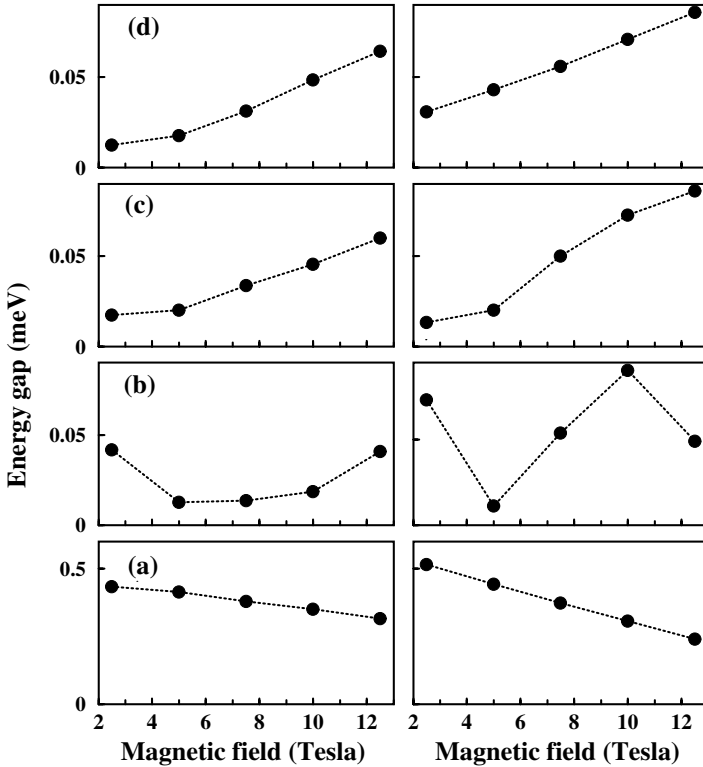 (d)
0.05
0
(c)
0.05
0
(b)
0.05
0
(a)
0.5
0
2 4 6 8 10 12 2 4 6 8 10 12
Magnetic field (Tesla) Magnetic field (Tesla)
Energy gap (meV)